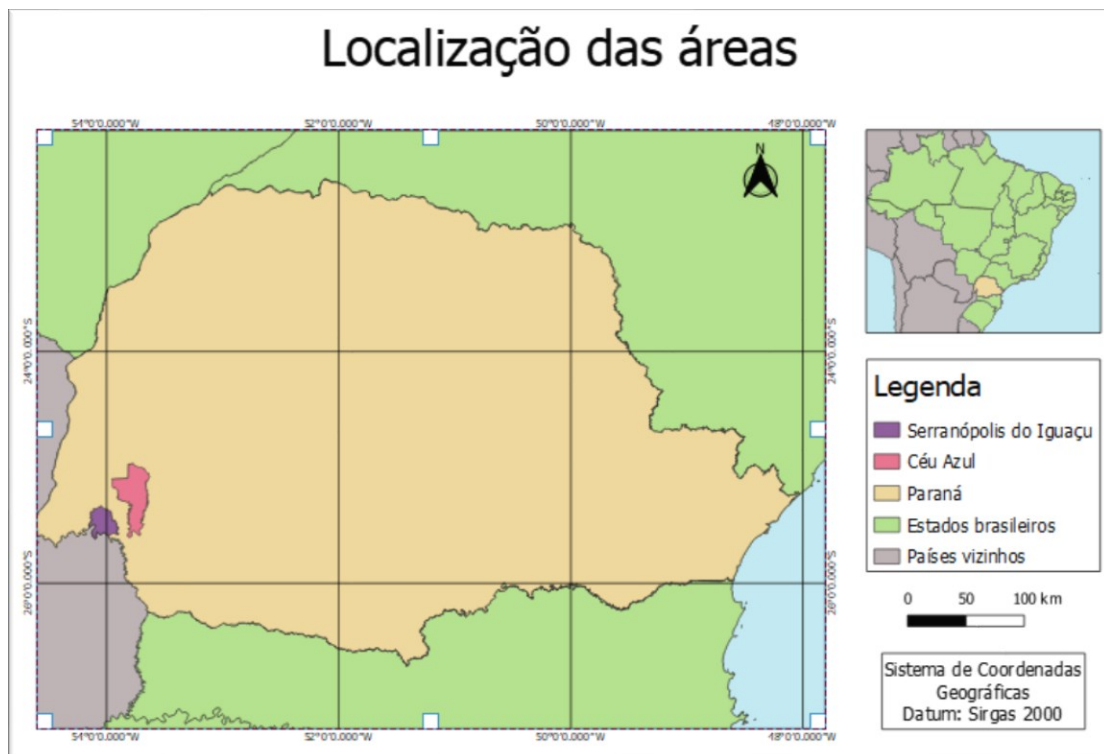 Localização das áreas
54°0'0.000"W 52°0'0.000"W 50°0'0.000"W 48°0'0.000"W
N
24°0'0.000"S
24°0'0.000"S
26°0'0.000"S
26°0'0.000"S
54°0'0.000"W 52°0'0.000"W 50°0'0.000"W 48°0'0.000"W
Legenda
Serranópolis do Iguaçu
Céu Azul
Paraná
Estados brasileiros
Países vizinhos
0 50 100 km
Sistema de Coordenadas
Geográficas
Datum: Sirgas 2000